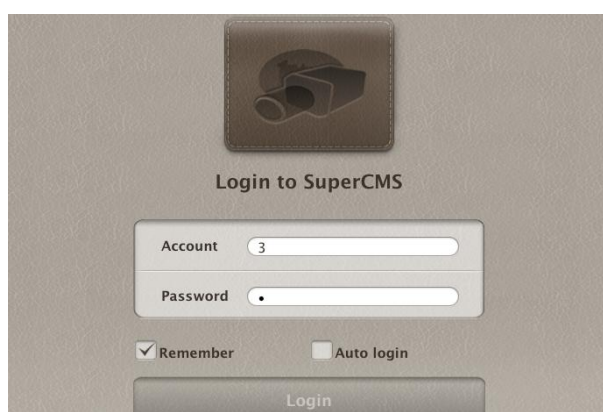 Login to SuperCMS
Account 3
Password •
Remember Auto login
Login